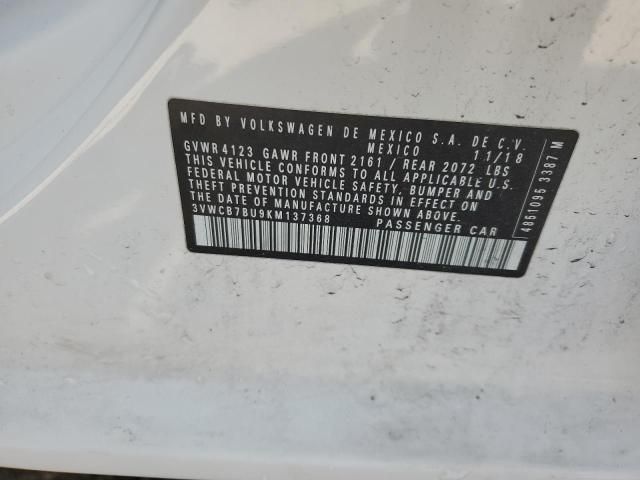 MFD BY VOLKSWAGEN DE MEXICO S.A. DE C.V.
MEXICO 11/18
GVWR 4123 GAWR FRONT 2161 / REAR 2072 LBS
THIS VEHICLE CONFORMS TO ALL APPLICABLE U.S.
FEDERAL MOTOR VEHICLE SAFETY, BUMPER AND
THEFT PREVENTION STANDARDS IN EFFECT ON
THE DATE OF MANUFACTURE SHOWN ABOVE.
3VWCB7BU9KM137368 PASSENGER CAR
4851095 3387 M